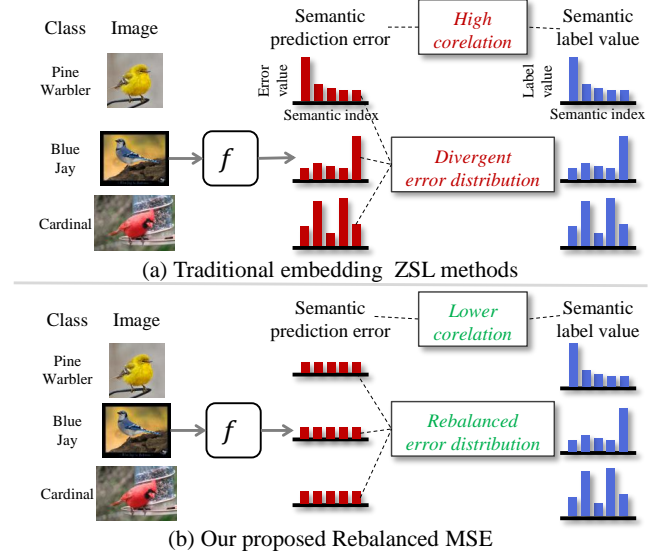 Class Image Semantic prediction error High corelation Semantic label value
Pine Warbler
Error value
Label value
Semantic index
Semantic index
Blue Jay
f
Divergent error distribution
Cardinal
(a) Traditional embedding ZSL methods
Class Image Semantic prediction error Lower corelation Semantic label value
Pine Warbler
Blue Jay
f
Rebalanced error distribution
Cardinal
(b) Our proposed Rebalanced MSE